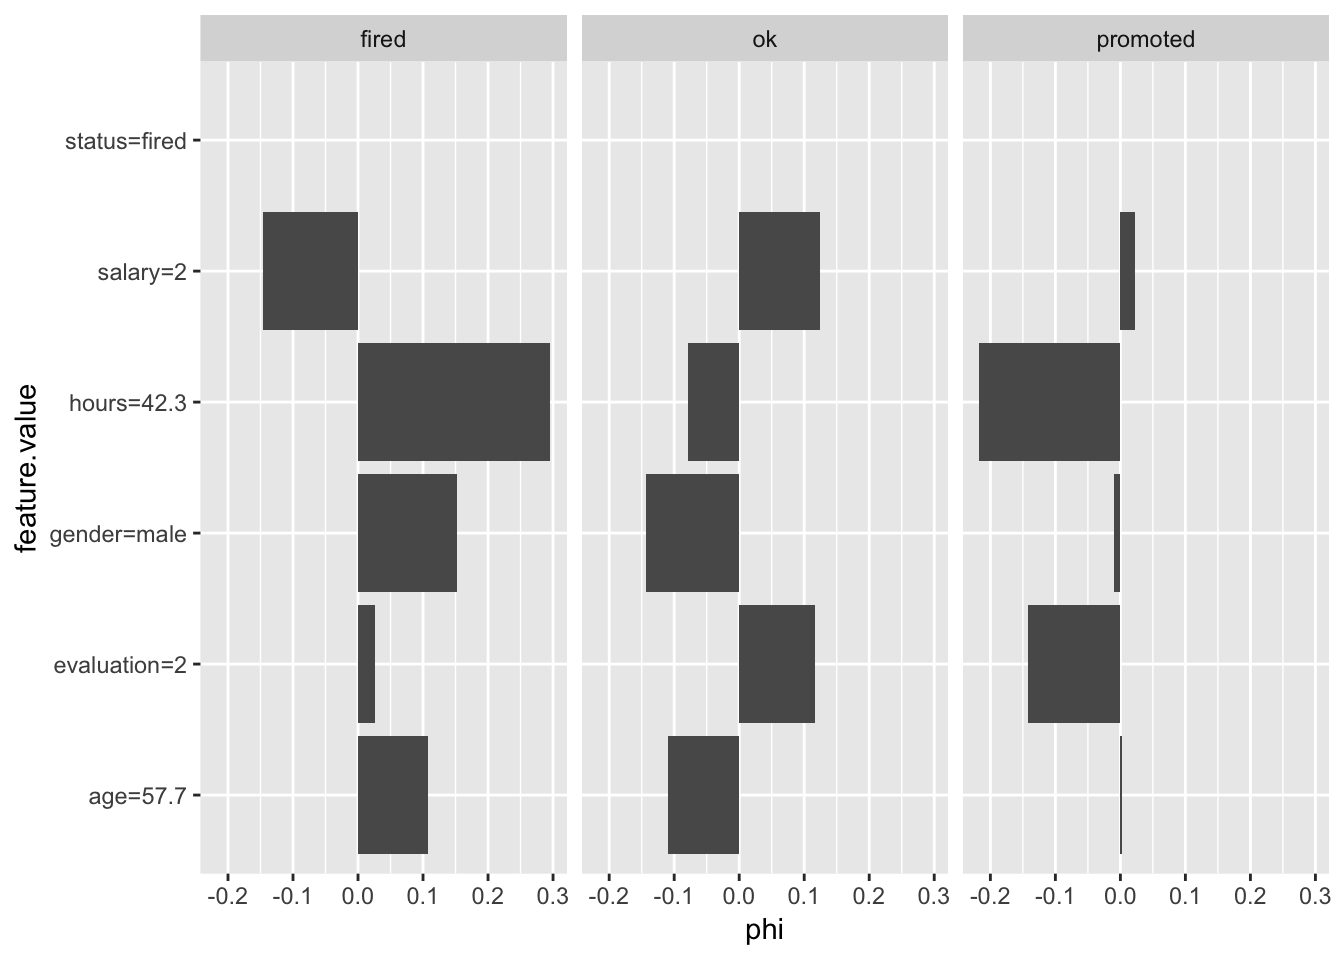 fired ok promoted
status=fired
salary=2
hours=42.3
gender=male
evaluation=2
age=57.7
feature.value
-0.2 -0.1 0.0 0.1 0.2 0.3 -0.2 -0.1 0.0 0.1 0.2 0.3 -0.2 -0.1 0.0 0.1 0.2 0.3
phi